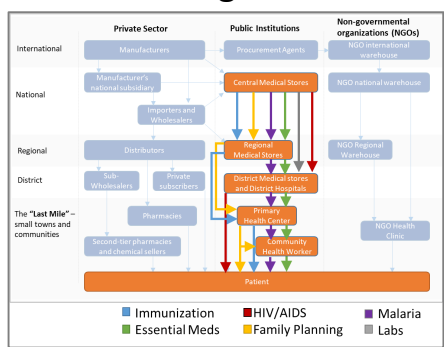 Private Sector
Public Institutions
Non-governmental
organizations (NGOs)
International
Manufacturers
Procurement Agents
NGO international
warehouse
National
Manufacturer's
national subsidiary
Central Medical Stores
NGO national warehouse
Importers and
Wholesalers
Regional
Distributors
Regional
Medical Stores
NGO Regional
Warehouse
District
Sub-
Wholesalers
Private
subscribers
District Medical stores
and District Hospitals
The "Last Mile" –
small towns and
communities
Pharmacies
Primary
Health Center
NGO Health
Clinic
Second-tier pharmacies
and chemical sellers
Community
Health Worker
Patient
Immunization
HIV/AIDS
Malaria
Essential Meds
Family Planning
Labs